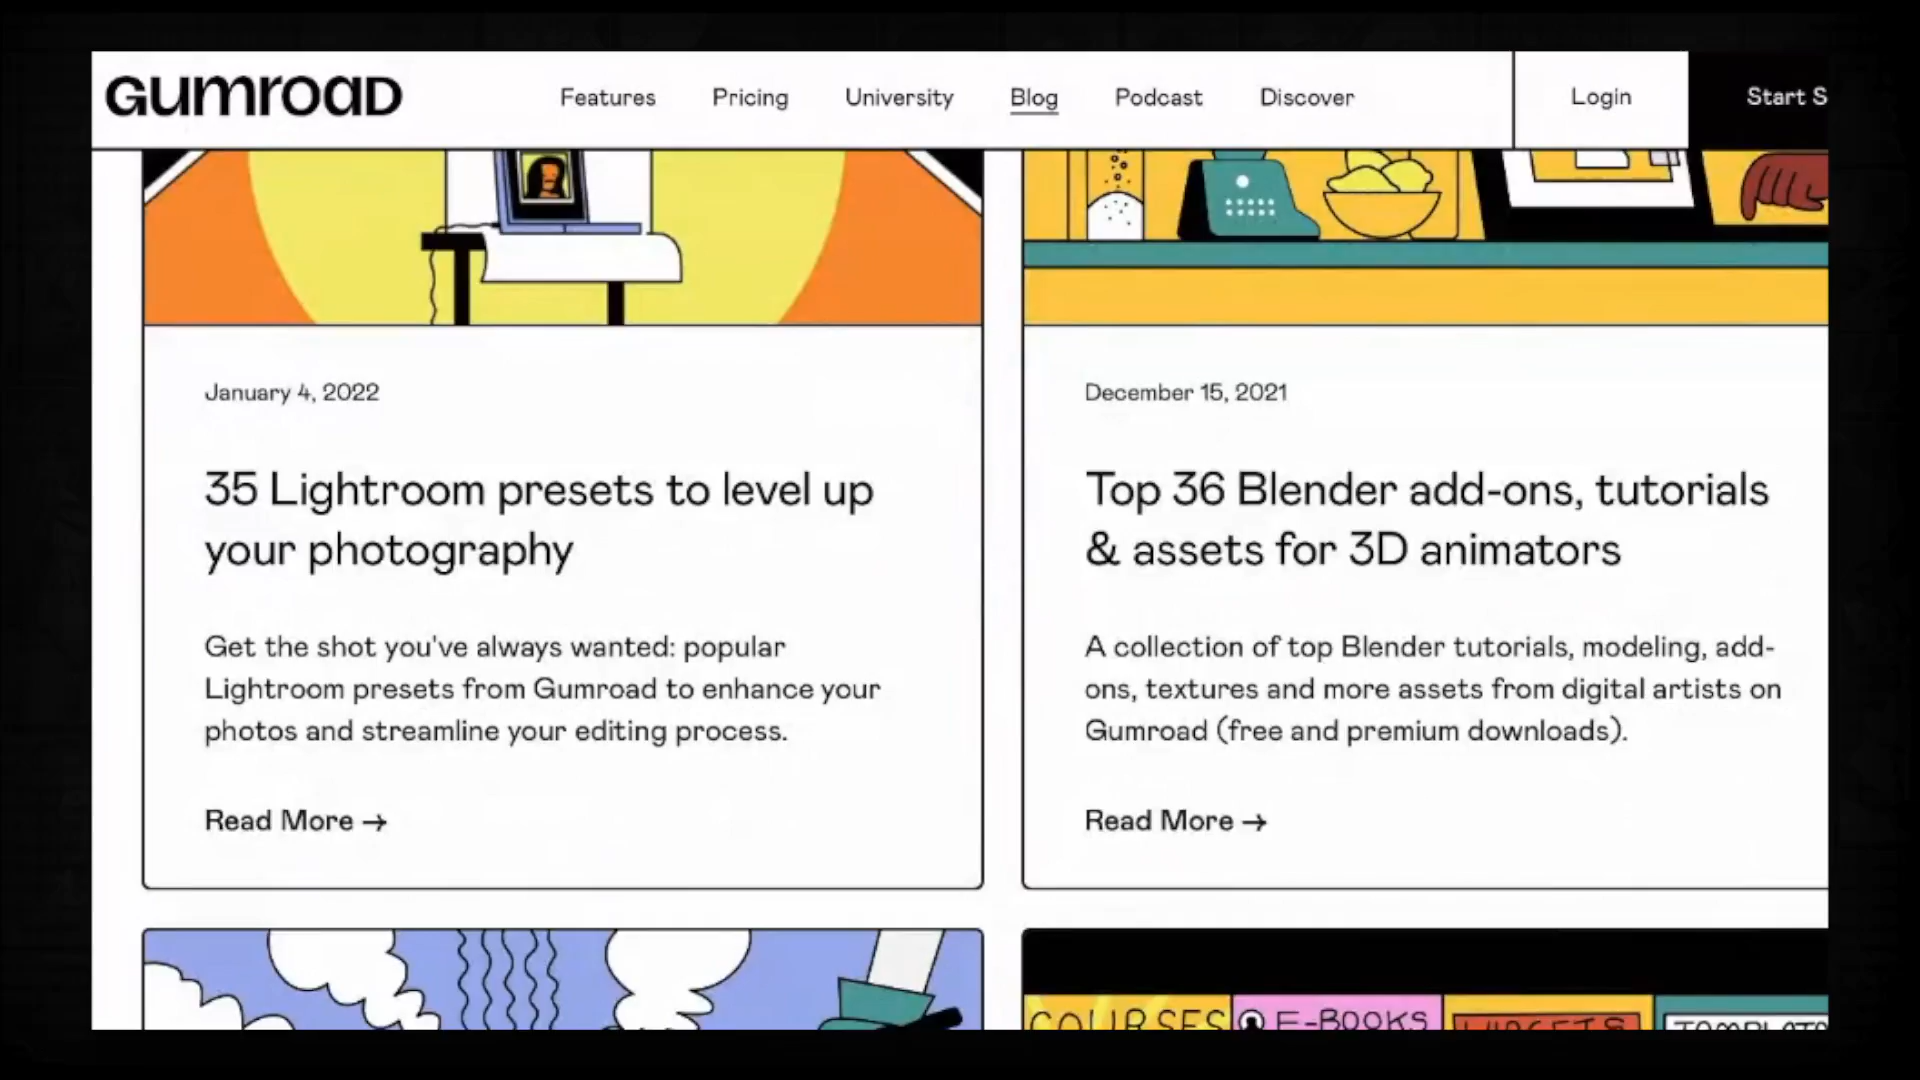 GUMROAD
Features
Pricing
University
Blog
Podcast
Discover
Login
Start S
January 4, 2022
35 Lightroom presets to level up
your photography
Get the shot you've always wanted: popular
Lightroom presets from Gumroad to enhance your
photos and streamline your editing process.
Read More →
December 15, 2021
Top 36 Blender add-ons, tutorials
& assets for 3D animators
A collection of top Blender tutorials, modeling, add-
ons, textures and more assets from digital artists on
Gumroad (free and premium downloads).
Read More →
COURSES
E-BOOKS
WIDGETS